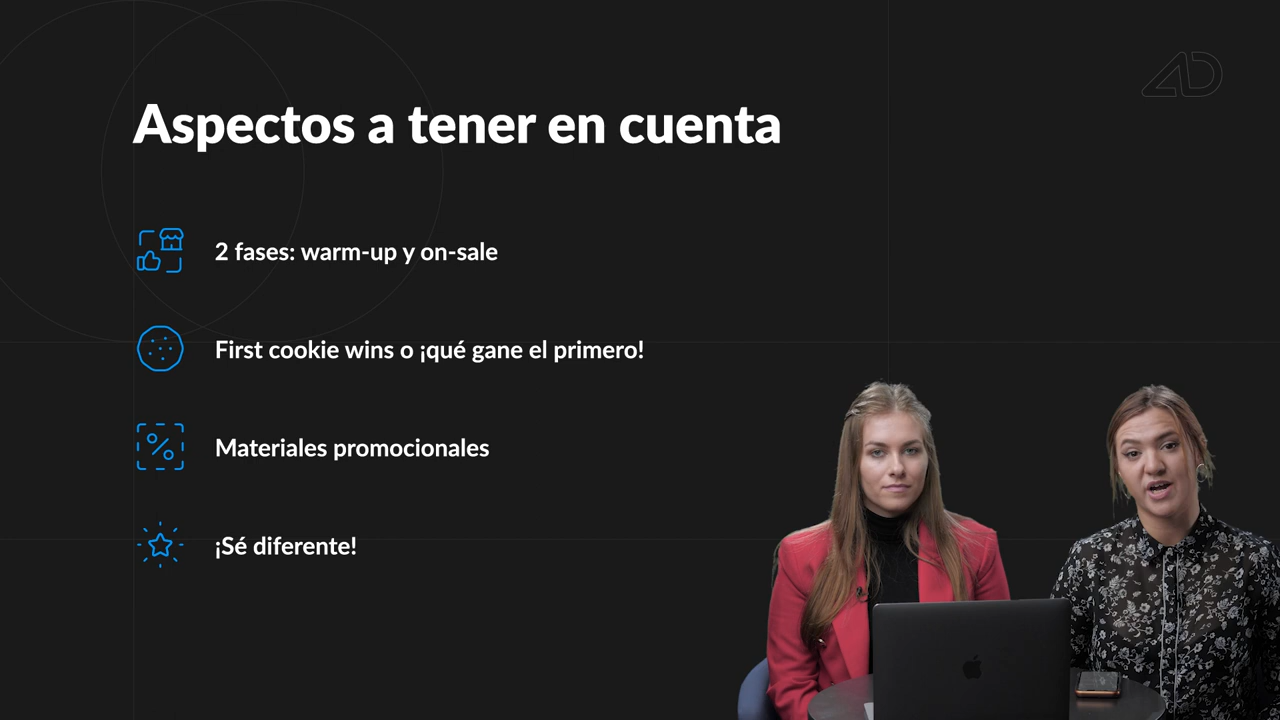 Aspectos a tener en cuenta
2 fases: warm-up y on-sale
First cookie wins o ¡qué gane el primero!
Materiales promocionales
¡Sé diferente!